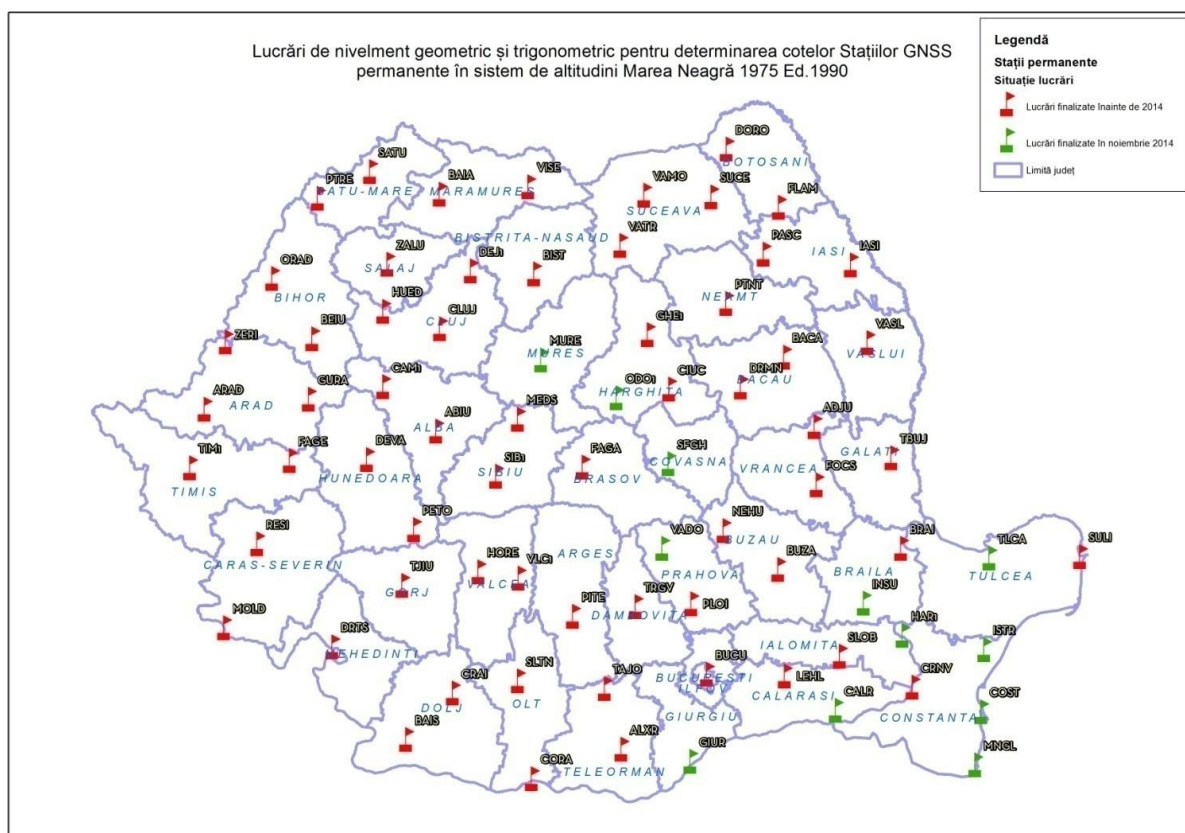 Lucrări de nivelment geometric și trigonometric pentru determinarea cotelor Stațiilor GNSS
permanente în sistem de altitudini Marea Neagră 1975 Ed.1990
Legendă
Stații permanente
Situație lucrări
Lucrări finalizate înainte de 2014
Lucrări finalizate în noiembrie 2014
Limită județ
DORO
BOTOSANI
SATU
PTRE
SATU-MARE
BAIA
MARAMURES
VISE
VAMO
SUCE
SUCEAVA
FLAM
VATR
PASC
IASI
IASI
BISTRITA-NASAUD
ZALU
SALAJ
DEJ1
BIST
ORAD
BIHOR
HUED
CLUJ
CLUJ
PTNT
NEAMT
GHE1
BEIU
ZERI
MURE
MURES
VASL
VASLUI
BACA
DRMN
BACAU
CIUC
ODO1
HARGHITA
CAM1
GURA
ARAD
ARAD
ABIU
ALBA
MEDS
ADJU
TIM1
TIMIS
FAGE
DEVA
HUNEDOARA
SIB1
SIBIU
FAGA
BRASOV
SFGH
COVASNA
VRANCEA
FOCS
GALATI
TBUJ
RESI
CARAS-SEVERIN
PETO
NEHU
BUZAU
BUZA
VADO
PRAHOVA
ARGES
BRAI
BRAILA
INSU
TLCA
TULCEA
SULI
HORE
VLC1
VALCEA
TJIU
GORJ
PITE
TRGV
DAMBOVITA
PLOI
MOLD
DRTS
MEHEDINTI
HAR1
ISTR
IALOMITA
SLOB
SLTN
OLT
CRAI
DOLJ
BAIS
TAJO
BUCU
BUCURESTI
ILFOV
LEHL
CALARASI
CALR
CRNV
CONSTANTA
COST
GIURGIU
GIUR
ALXR
TELEORMAN
CORA
MNGL